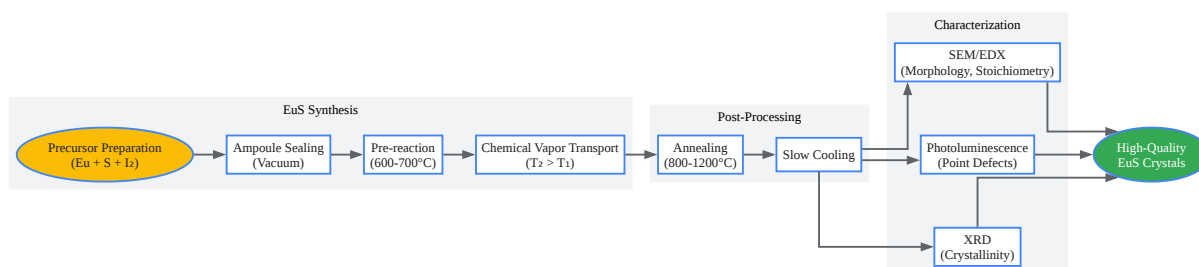 Characterization
SEM/EDX
(Morphology, Stoichiometry)
EuS Synthesis
Post-Processing
Precursor Preparation
(Eu + S + I₂)
Ampoule Sealing
(Vacuum)
Pre-reaction
(600-700°C)
Chemical Vapor Transport
(T₂ > T₁)
Annealing
(800-1200°C)
Slow Cooling
Photoluminescence
(Point Defects)
High-Quality
EuS Crystals
XRD
(Crystallinity)